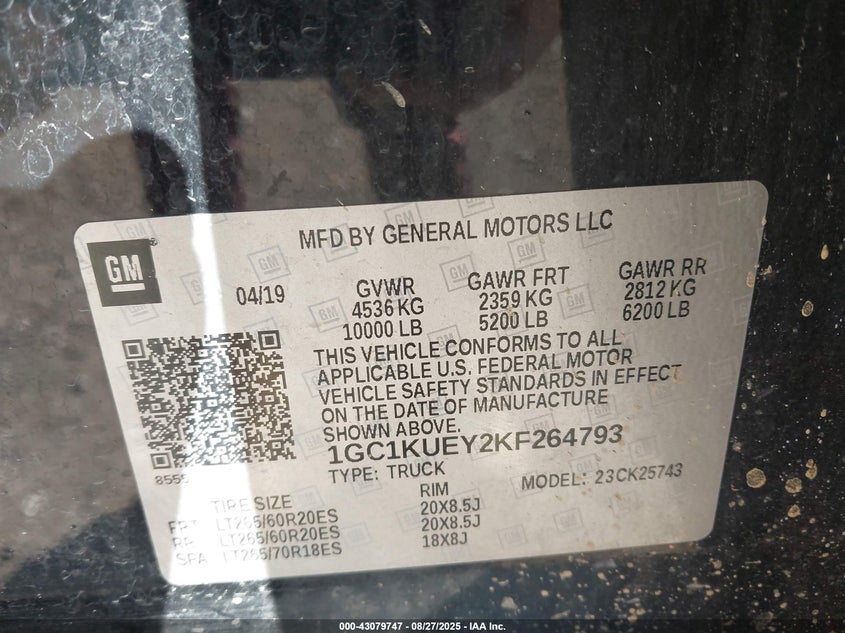 MFD BY GENERAL MOTORS LLC
GM
04/19
GVWR
4536 KG
10000 LB
GAWR FRT
2359 KG
5200 LB
GAWR RR
2812 KG
6200 LB
THIS VEHICLE CONFORMS TO ALL
APPLICABLE U.S. FEDERAL MOTOR
VEHICLE SAFETY STANDARDS IN EFFECT
ON THE DATE OF MANUFACTURE
SHOWN ABOVE.
1GC1KUEY2KF264793
TYPE: TRUCK
MODEL: 23CK25743
TIRE SIZE RIM
FRT LT265/60R20ES 20X8.5J
RR LT265/60R20ES 20X8.5J
SPA LT265/70R18ES 18X8J
000-43079747 - 08/27/2025 - IAA Inc.